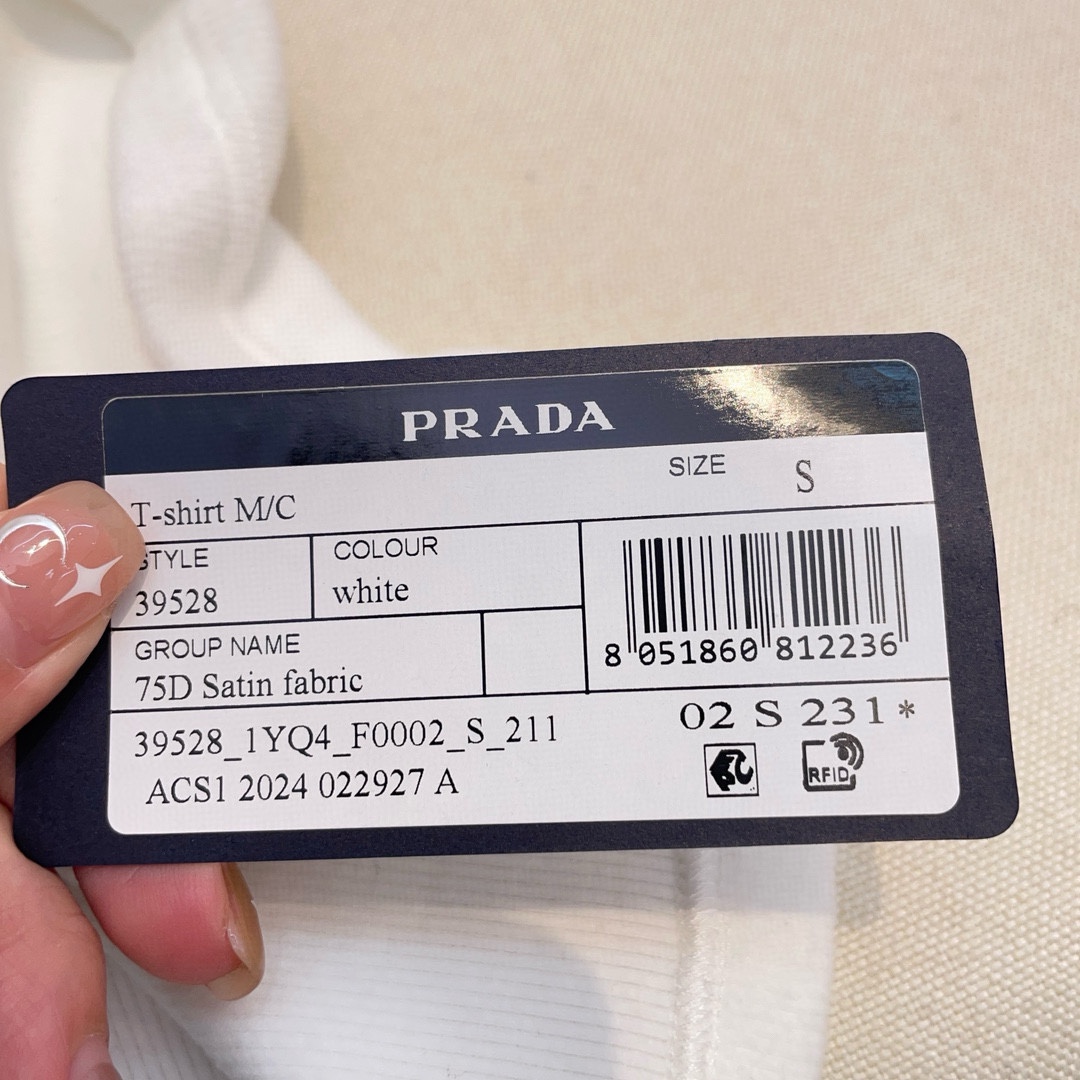 PRADA
SIZE S
T-shirt M/C
STYLE COLOUR
39528 white
GROUP NAME
75D Satin fabric
8 051860 812236
39528_1YQ4_F0002_S_211
02 S 231*
ACS1 2024 022927 A
RFID